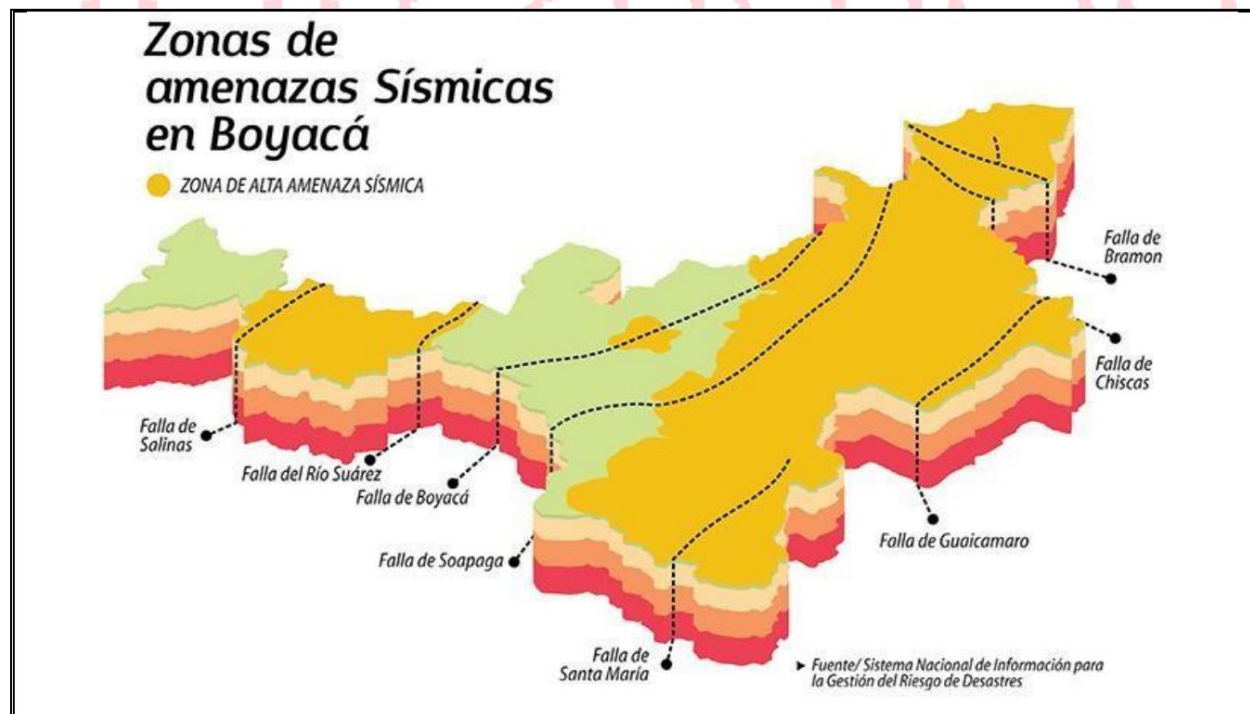 Zonas de
amenazas Sísmicas
en Boyacá
ZONA DE ALTA AMENAZA SÍSMICA
Falla de
Bramon
Falla de
Chiscas
Falla de
Salinas
Falla del Río Suárez
Falla de Boyacá
Falla de Soapaga
Falla de Guaicamaro
Falla de
Santa María
Fuente/ Sistema Nacional de Información para
la Gestión del Riesgo de Desastres